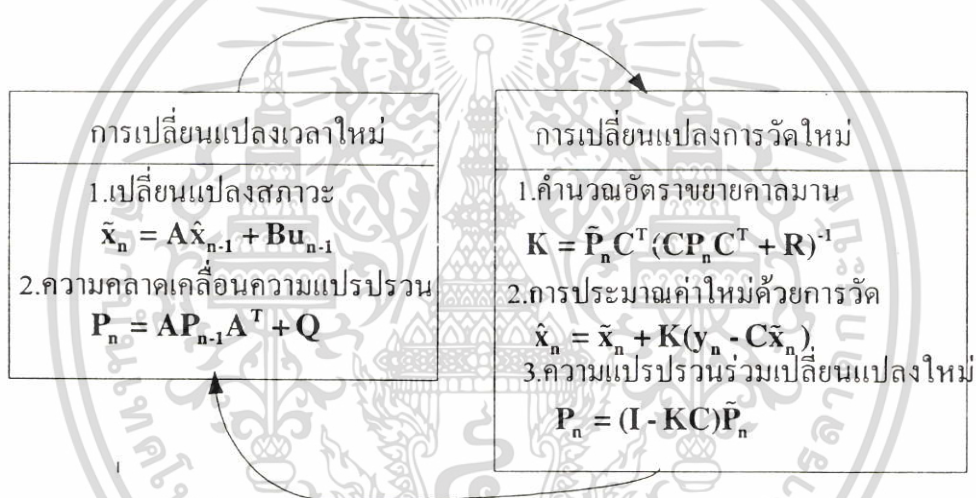 การเปลี่ยนแปลงเวลาใหม่
1.เปลี่ยนแปลงสภาวะ
x̃ₙ = Ax̂ₙ₋₁ + Buₙ₋₁
2.ความคลาดเคลื่อนความแปรปรวน
Pₙ = APₙ₋₁Aᵀ + Q
การเปลี่ยนแปลงการวัดใหม่
1.คำนวณอัตราขยายคาลมาน
K = P̃ₙCᵀ(CPₙCᵀ + R)⁻¹
2.การประมาณค่าใหม่ด้วยการวัด
x̂ₙ = x̃ₙ + K(yₙ - Cx̃ₙ)
3.ความแปรปรวนร่วมเปลี่ยนแปลงใหม่
Pₙ = (I - KC)P̃ₙ